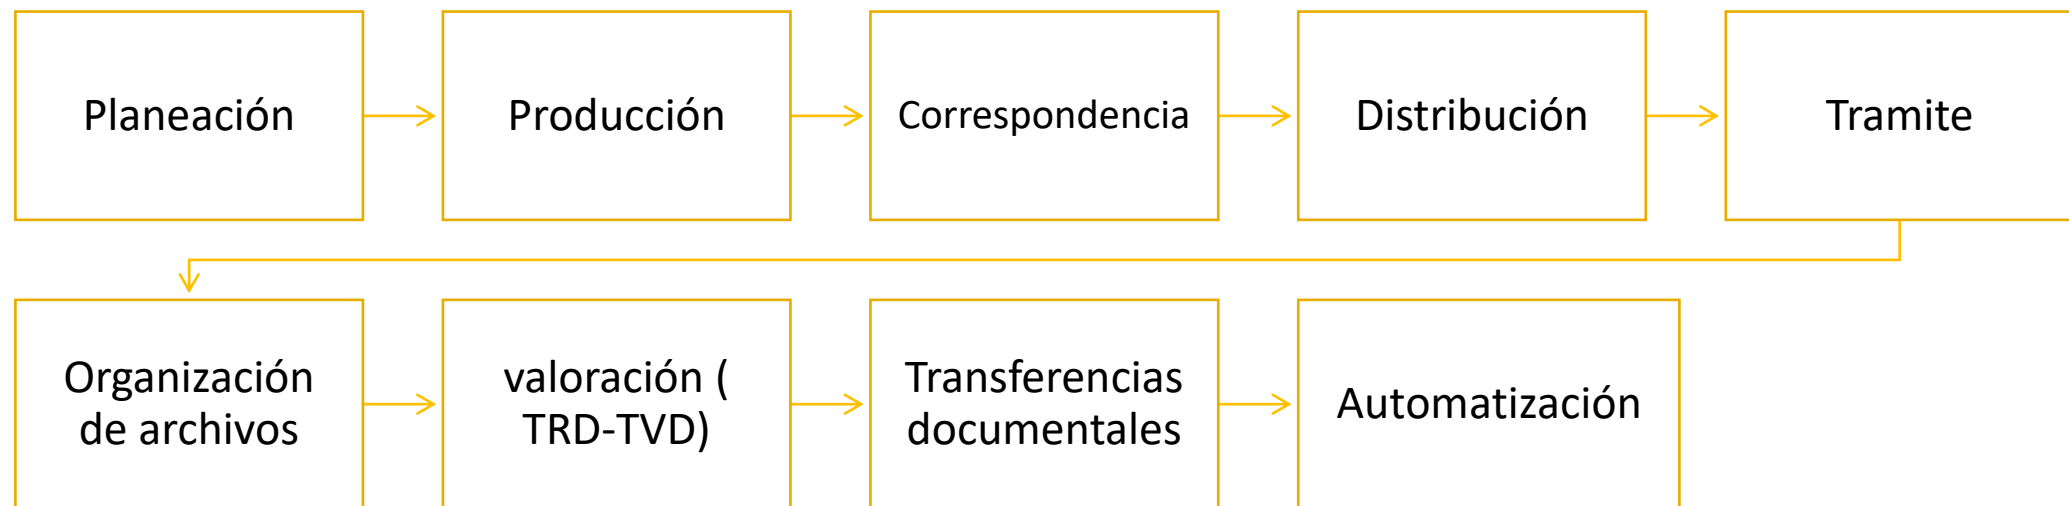 Planeación
Producción
Correspondencia
Distribución
Tramite
Organización
de archivos
valoración (
TRD-TVD)
Transferencias
documentales
Automatización